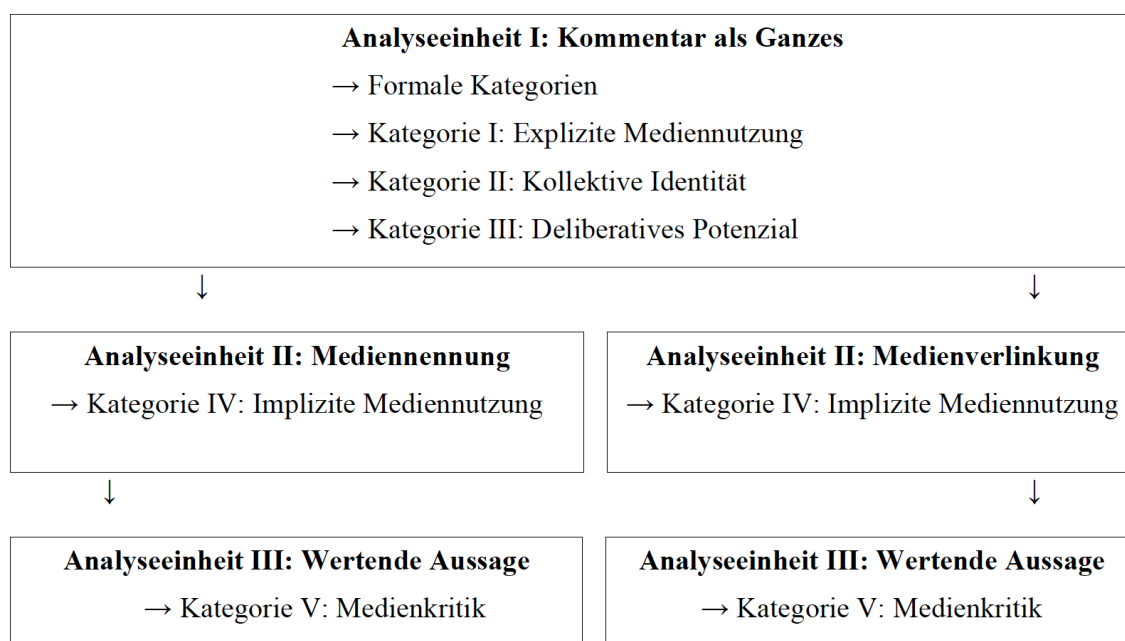 Analyseeinheit I: Kommentar als Ganzes
→ Formale Kategorien
→ Kategorie I: Explizite Mediennutzung
→ Kategorie II: Kollektive Identität
→ Kategorie III: Deliberatives Potenzial
↓ ↓
Analyseeinheit II: Mediennennung
→ Kategorie IV: Implizite Mediennutzung
Analyseeinheit II: Medienverlinkung
→ Kategorie IV: Implizite Mediennutzung
↓ ↓
Analyseeinheit III: Wertende Aussage
→ Kategorie V: Medienkritik
Analyseeinheit III: Wertende Aussage
→ Kategorie V: Medienkritik